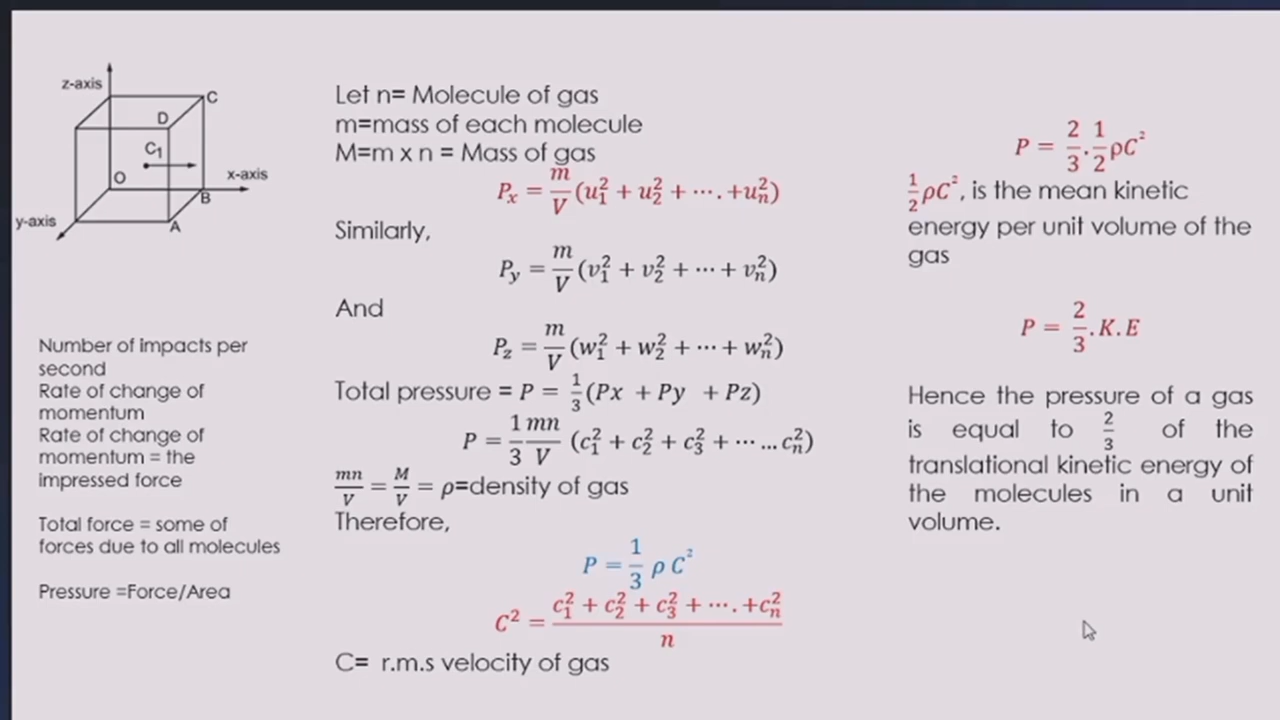 z-axis
C
D
C₁
O
x-axis
B
y-axis
A
Number of impacts per
second
Rate of change of
momentum
Rate of change of
momentum = the
impressed force
Total force = some of
forces due to all molecules
Pressure =Force/Area
Let n= Molecule of gas
m=mass of each molecule
M=m x n = Mass of gas
Pₓ = m/V (u₁² + u₂² + ⋯. +uₙ²)
Similarly,
P_y = m/V (v₁² + v₂² + ⋯ + vₙ²)
And
P_z = m/V (w₁² + w₂² + ⋯ + wₙ²)
Total pressure = P = 1/3 (Px + Py + Pz)
P = 1/3 mn/V (c₁² + c₂² + c₃² + ⋯ … cₙ²)
mn/V = M/V = ρ=density of gas
Therefore,
P = 1/3 ρ C²
C² = (c₁² + c₂² + c₃² + ⋯. +cₙ²)/n
C= r.m.s velocity of gas
P = 2/3 . 1/2 ρC²
1/2 ρC², is the mean kinetic
energy per unit volume of the
gas
P = 2/3 . K. E
Hence the pressure of a gas
is equal to 2/3 of the
translational kinetic energy of
the molecules in a unit
volume.